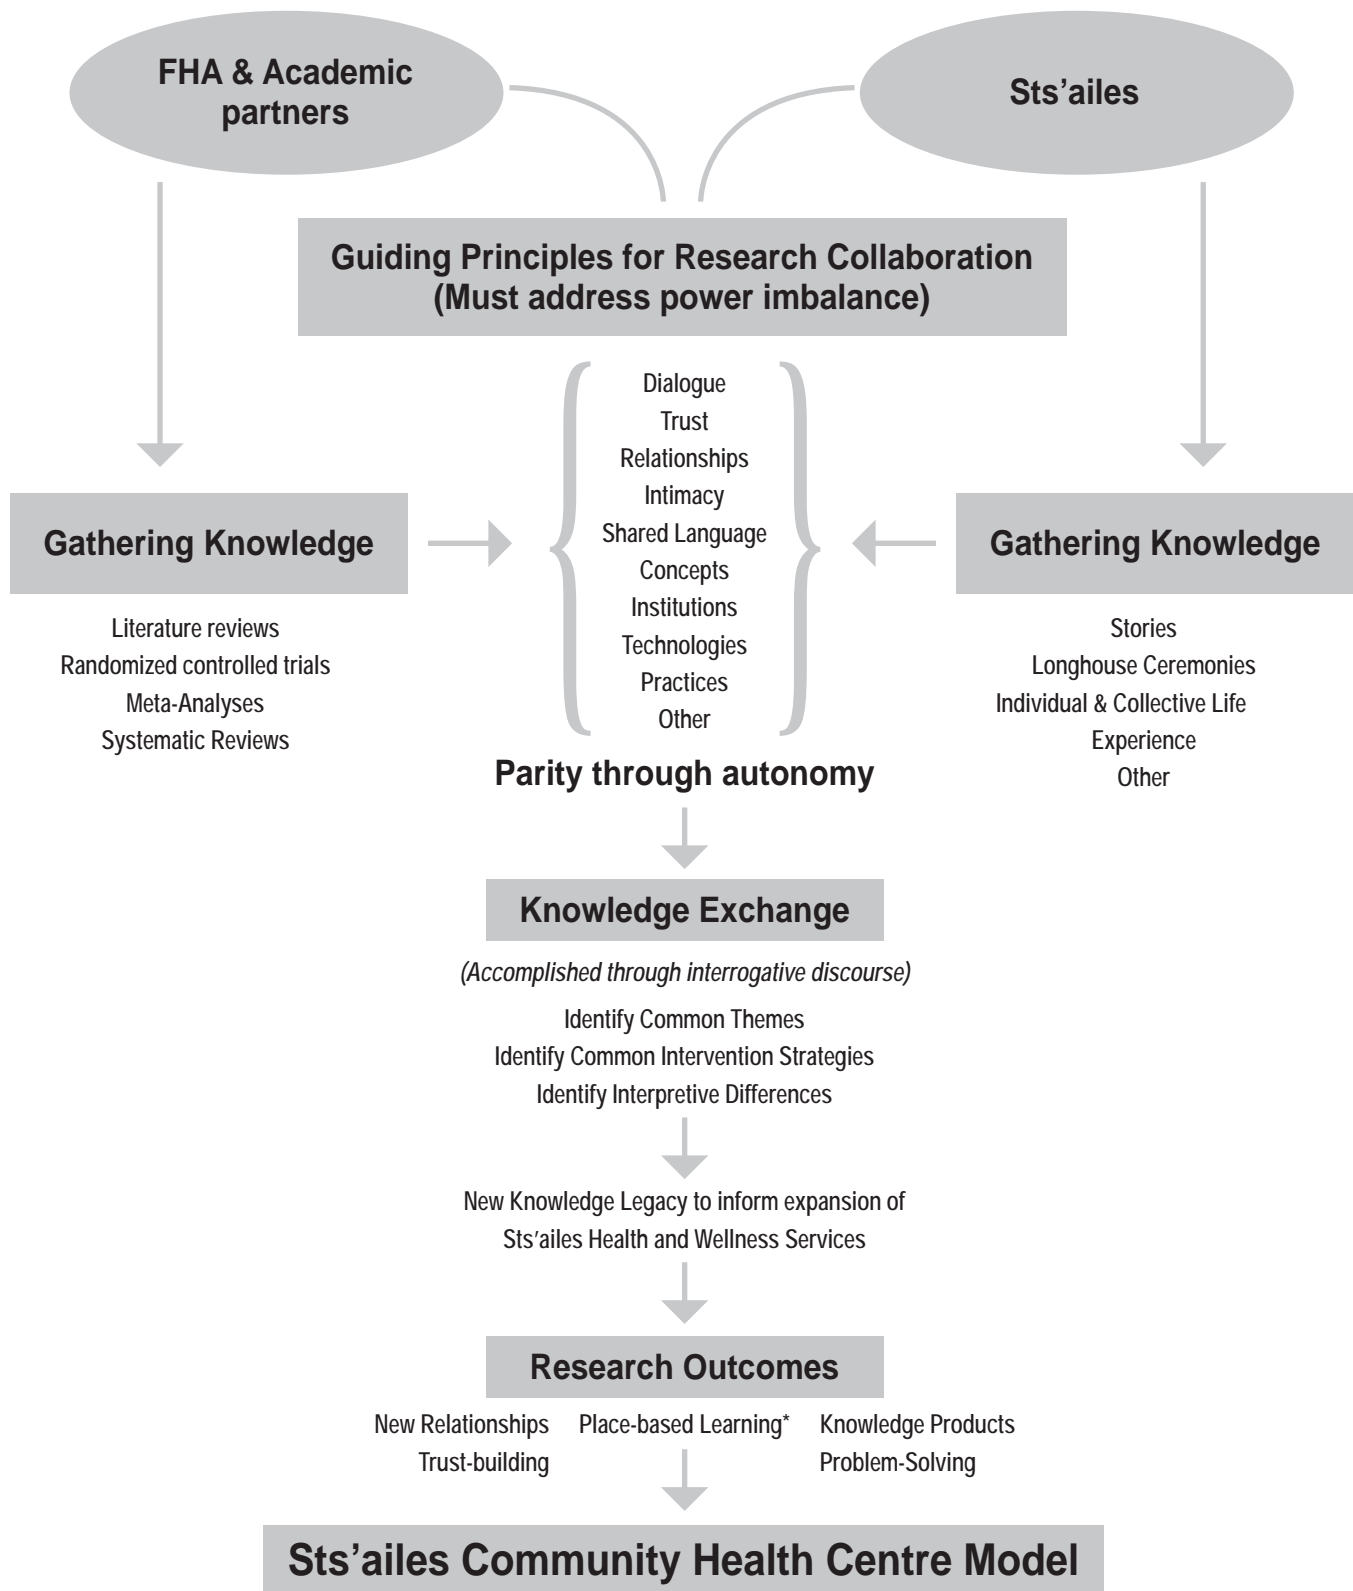 FHA & Academic
partners
Sts’ailes
Guiding Principles for Research Collaboration
(Must address power imbalance)
Dialogue
Trust
Relationships
Intimacy
Shared Language
Concepts
Institutions
Technologies
Practices
Other
Gathering Knowledge
Literature reviews
Randomized controlled trials
Meta-Analyses
Systematic Reviews
Gathering Knowledge
Stories
Longhouse Ceremonies
Individual & Collective Life
Experience
Other
Parity through autonomy
Knowledge Exchange
(Accomplished through interrogative discourse)
Identify Common Themes
Identify Common Intervention Strategies
Identify Interpretive Differences
New Knowledge Legacy to inform expansion of
Sts’ailes Health and Wellness Services
Research Outcomes
New Relationships Place-based Learning* Knowledge Products
Trust-building Problem-Solving
Sts’ailes Community Health Centre Model